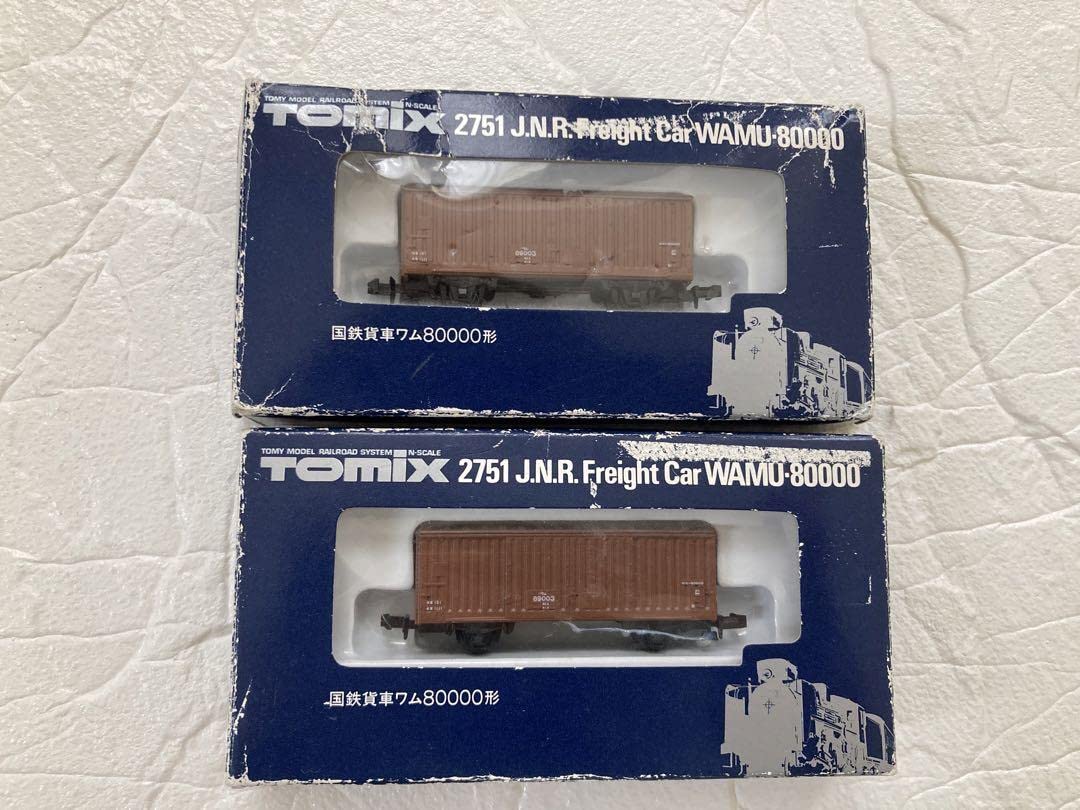 TOMY MODEL RAILROAD SYSTEM N-SCALE
TOMIX 2751 J.N.R. Freight Car WAMU-80000
89003
国鉄貨車ワム80000形
TOMY MODEL RAILROAD SYSTEM N-SCALE
TOMIX 2751 J.N.R. Freight Car WAMU-80000
89003
国鉄貨車ワム80000形